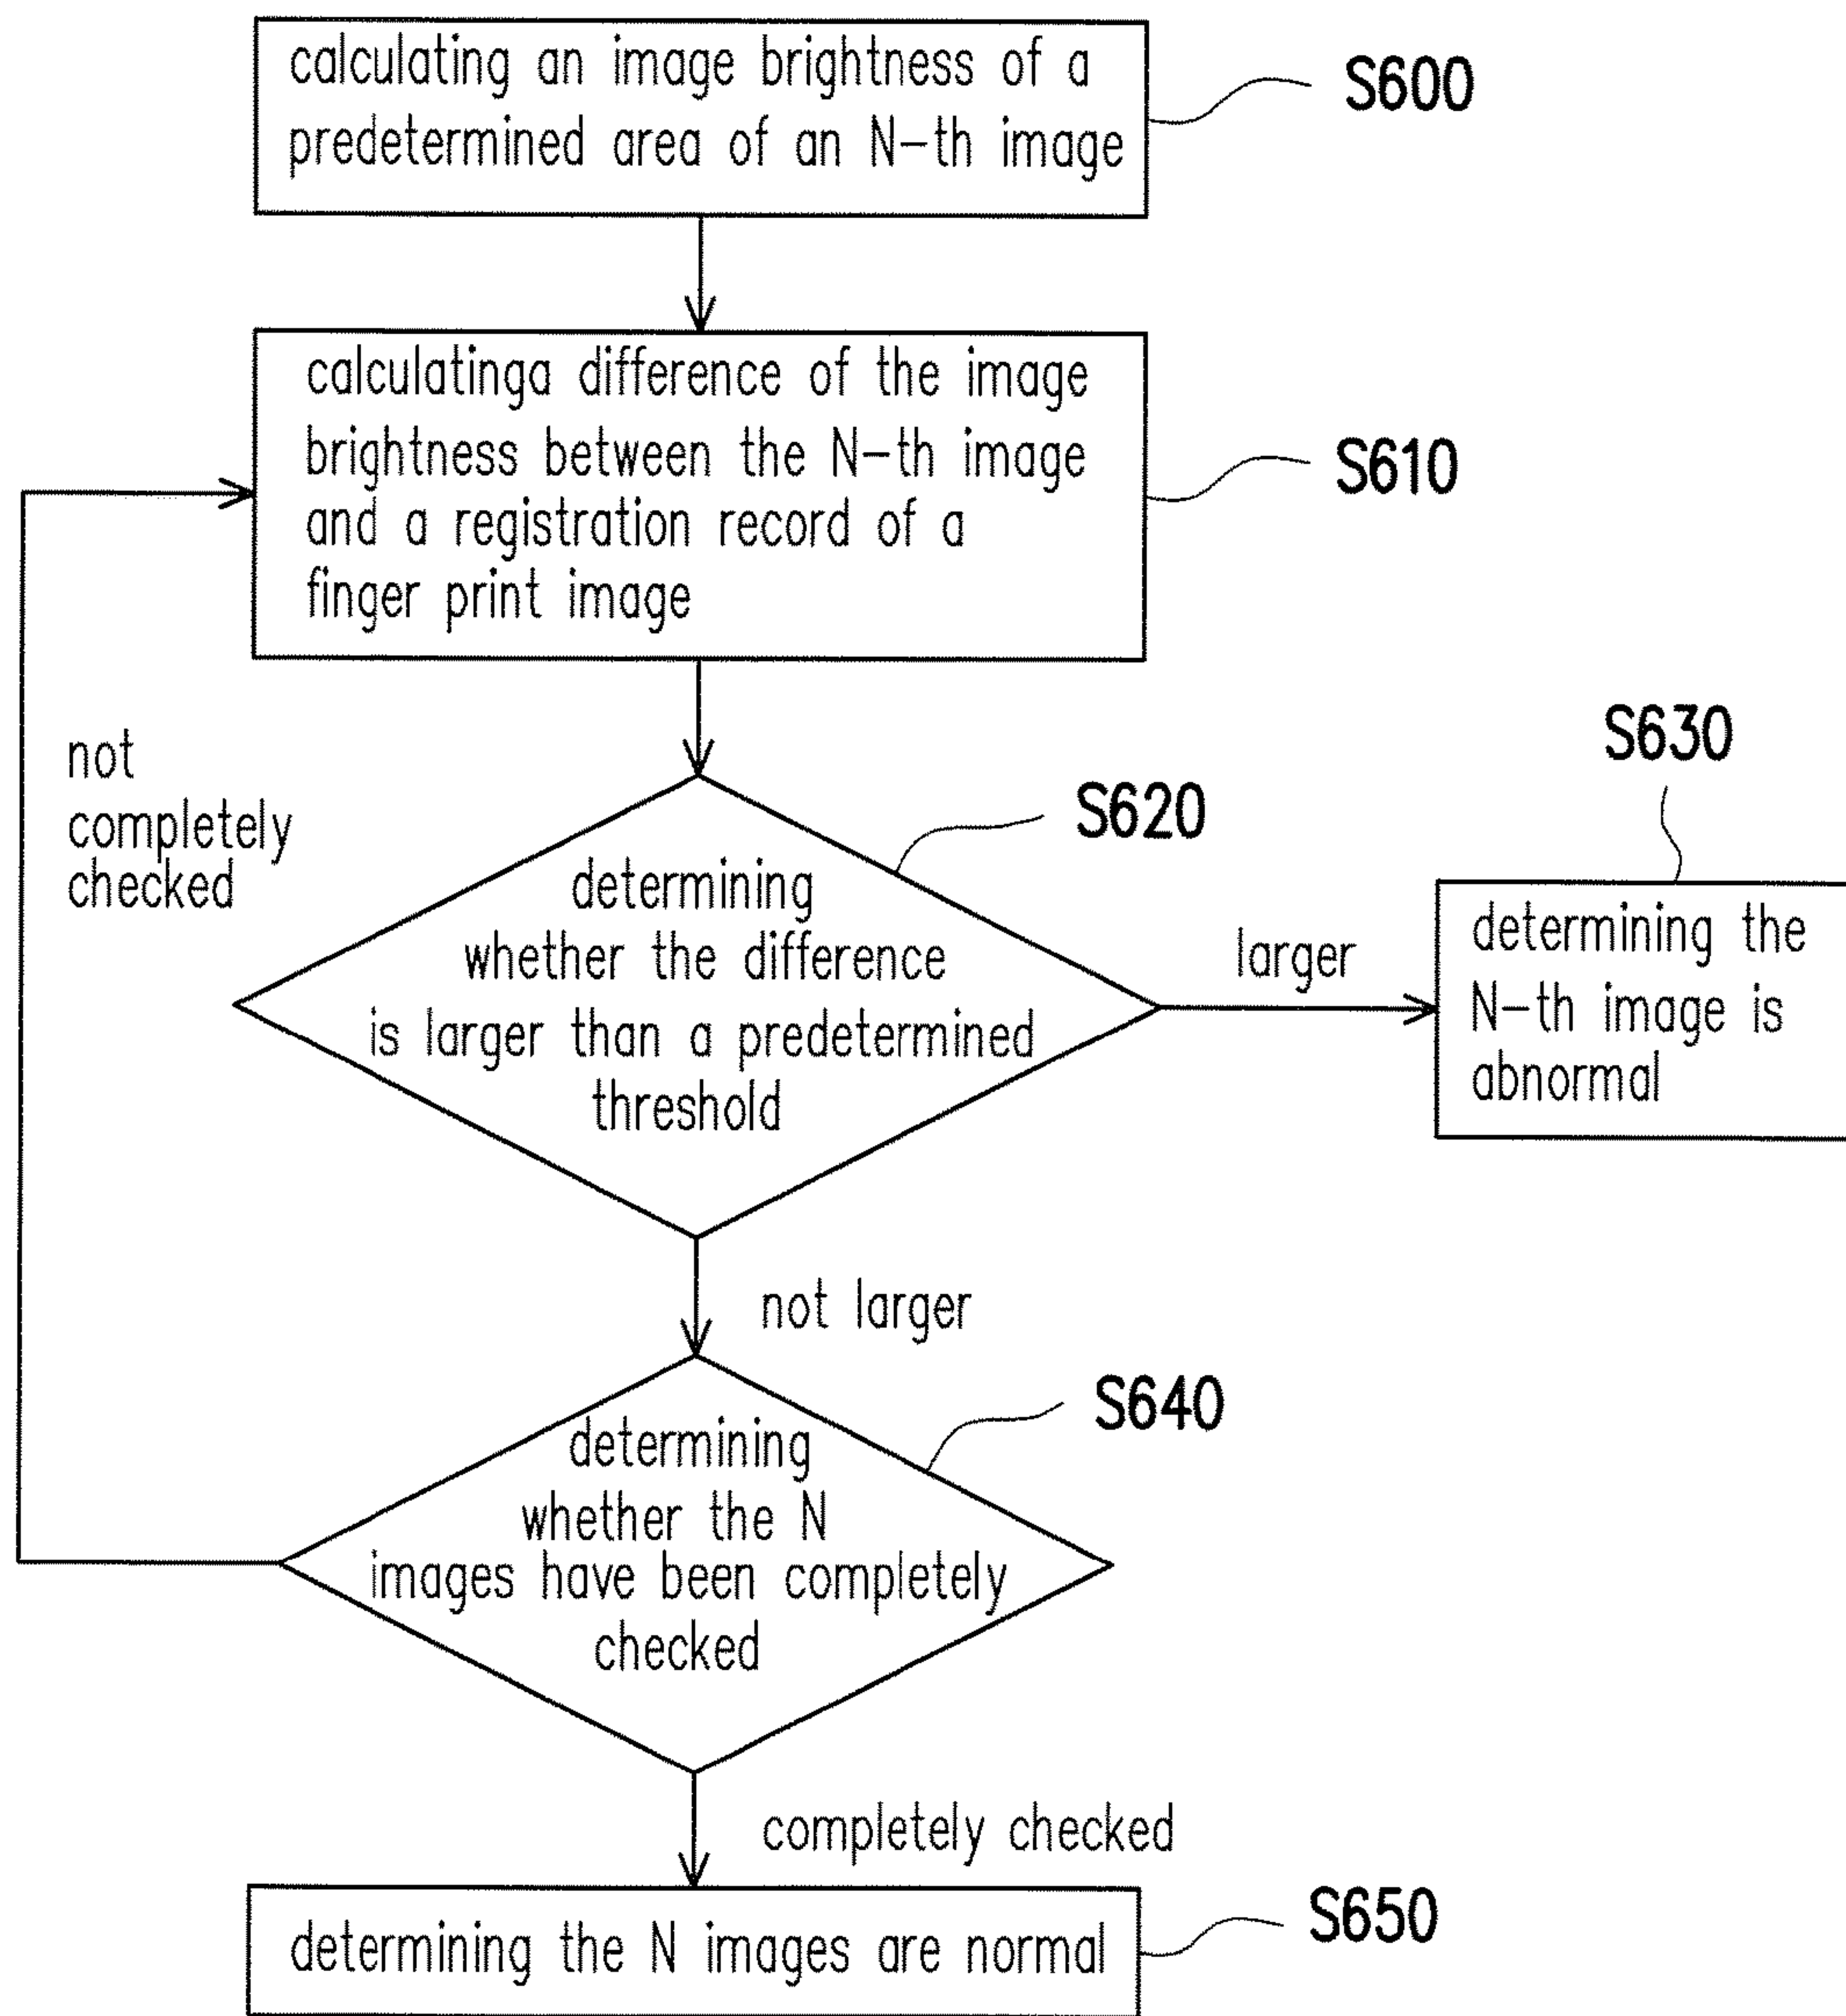 calculating an image brightness of a
predetermined area of an N-th image
S600
calculatinga difference of the image
brightness between the N-th image
and a registration record of a
finger print image
S610
not
completely
checked
determining
whether the difference
is larger than a predetermined
threshold
S620
larger
S630
determining the
N-th image is
abnormal
not larger
determining
whether the N
images have been completely
checked
S640
completely checked
determining the N images are normal
S650